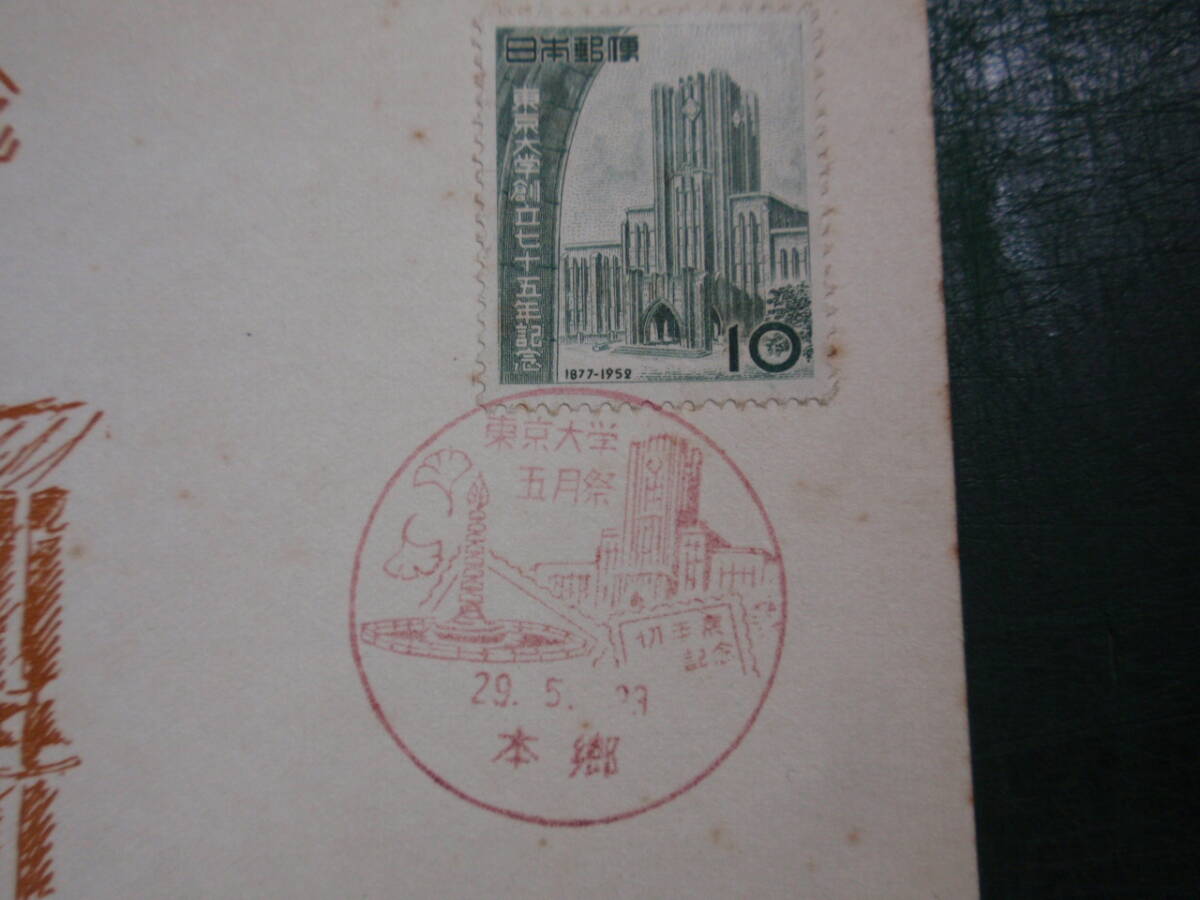 日本郵便
東京大学創立七十五年記念
1877-1952
10
東京大学
五月祭
切手展
記念
29. 5.
本郷